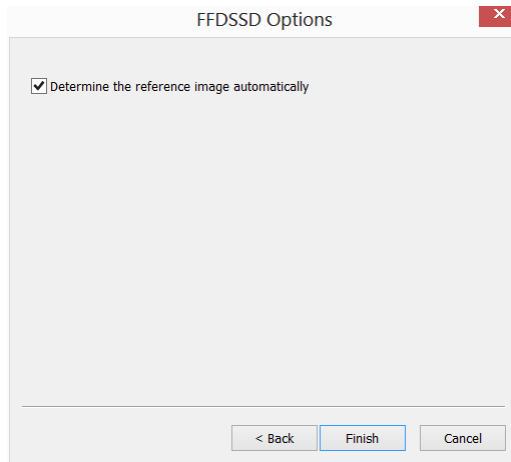 FFDSSD Options
Determine the reference image automatically
< Back Finish Cancel